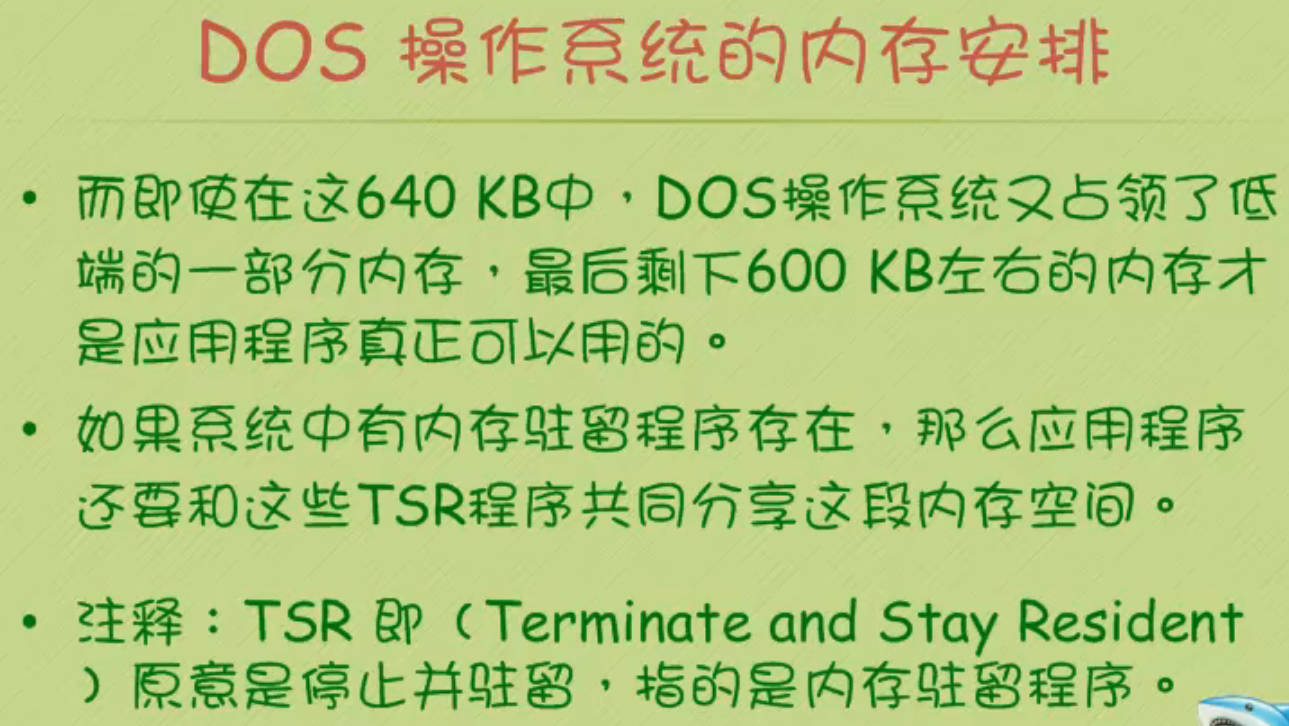 DOS 操作系统的内存安排
• 而即使在这640 KB中，DOS操作系统又占领了低
端的一部分内存，最后剩下600 KB左右的内存才
是应用程序真正可以用的。
• 如果系统中有内存驻留程序存在，那么应用程序
还要和这些TSR程序共同分享这段内存空间。
• 注释：TSR 即（Terminate and Stay Resident
）原意是停止并驻留，指的是内存驻留程序。